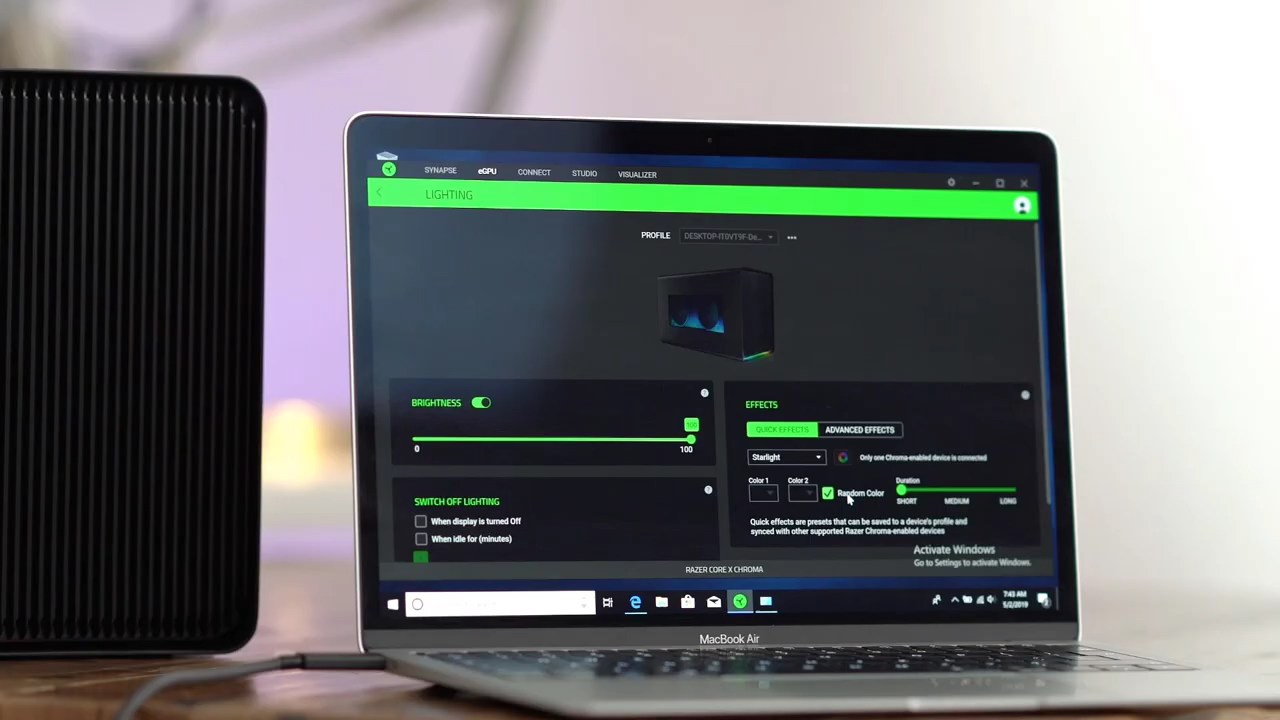 SYNAPSE eGPU CONNECT STUDIO VISUALIZER
LIGHTING
PROFILE DESKTOP-IT0VT9F-De...
BRIGHTNESS
100
0 100
SWITCH OFF LIGHTING
When display is turned Off
When idle for (minutes)
EFFECTS
QUICK EFFECTS ADVANCED EFFECTS
Starlight Only one Chroma-enabled device is connected
Color 1 Color 2 Random Color Duration
SHORT MEDIUM LONG
Quick effects are presets that can be saved to a device's profile and
synced with other supported Razer Chroma-enabled devices
Activate Windows
Go to Settings to activate Windows.
RAZER CORE X CHROMA
7:43 AM
5/2/2019
MacBook Air